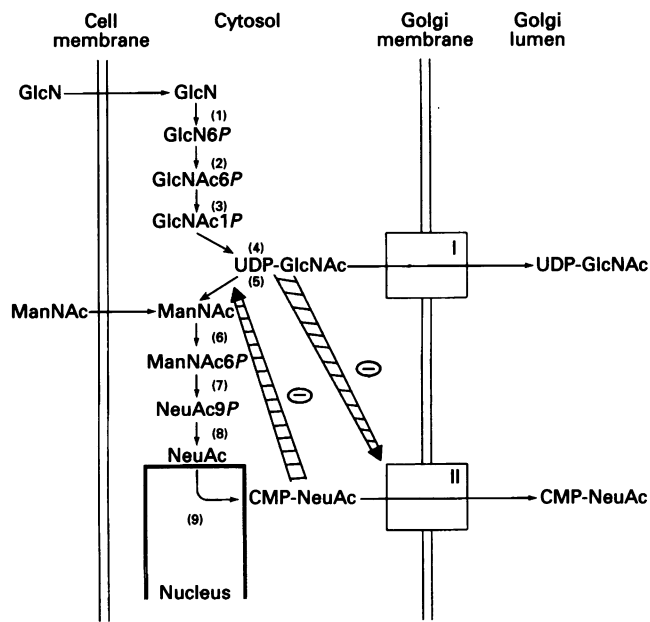 Cell membrane
Cytosol
Golgi membrane
Golgi lumen
GlcN
GlcN
(1)
GlcN6P
(2)
GlcNAc6P
(3)
GlcNAc1P
(4)
UDP-GlcNAc
(5)
I
UDP-GlcNAc
ManNAc
ManNAc
(6)
ManNAc6P
(7)
NeuAc9P
(8)
NeuAc
(9)
CMP-NeuAc
II
CMP-NeuAc
Nucleus